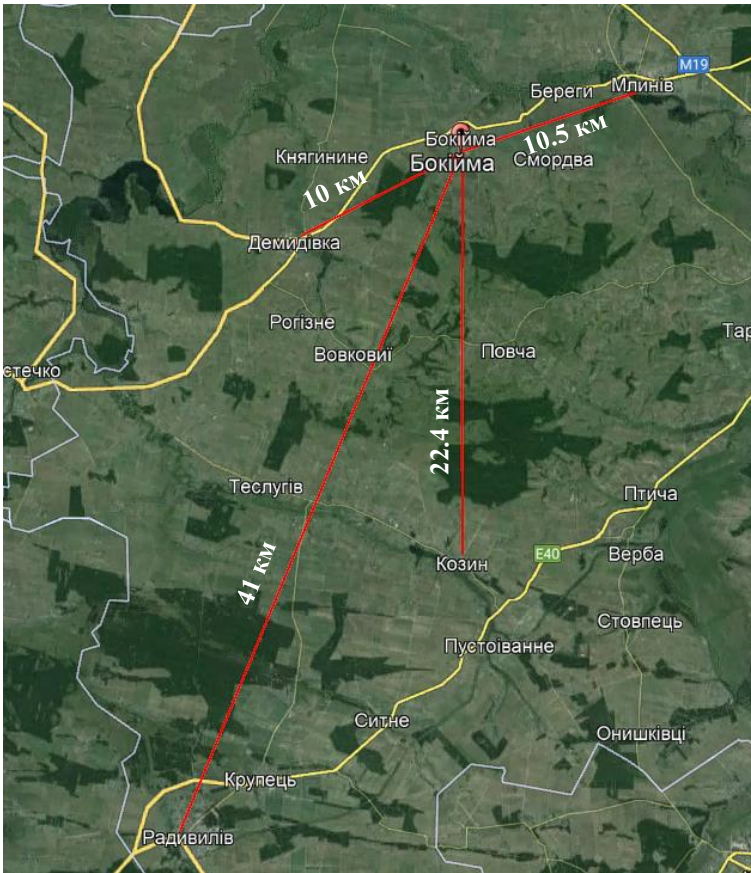 M19
Млинів
Береги
Бокійма
10.5 км
Княгинине
Бокійма
Смордва
10 км
Демидівка
Рогізне
Тар
Вовковиї
Повча
стечко
22.4 км
Теслугів
Птича
E40
Верба
Козин
41 км
Стовпець
Пустоіванне
Ситне
Онишківці
Крупець
Радивилів